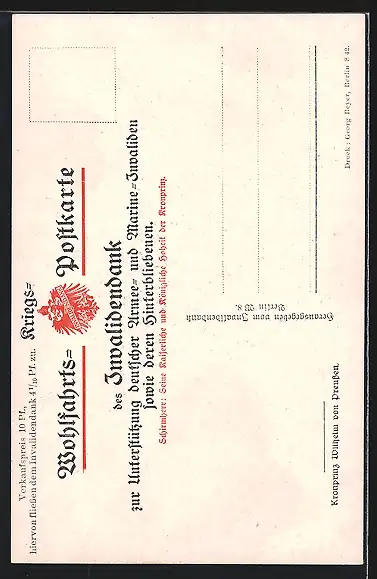 Verkaufspreis 10 Pf.,
hiervon fließen dem Invalidendank 4 1/10 Pf. zu.
Kriegs=
Wohlfahrts= Postkarte
des Invalidendank
zur Unterstützung deutscher Armee= und Marine=Invaliden
sowie deren Hinterbliebenen.
Schirmherr: Seine Kaiserliche und Königliche Hoheit der Kronprinz.
Herausgegeben vom Invalidendank
Berlin W. 8.
Kronprinz Wilhelm von Preußen.
Druck: Georg Beyer, Berlin S 42.